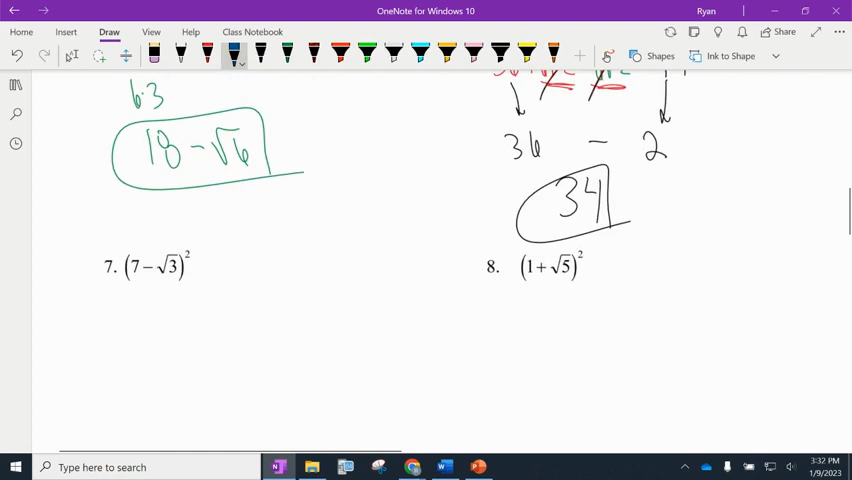 OneNote for Windows 10
Ryan
Home Insert Draw View Help Class Notebook
Share
Shapes Ink to Shape
6·3
18 - √6
36 - 2
34
7. (7 - √3)²
8. (1 + √5)²
Type here to search
3:32 PM
1/9/2023